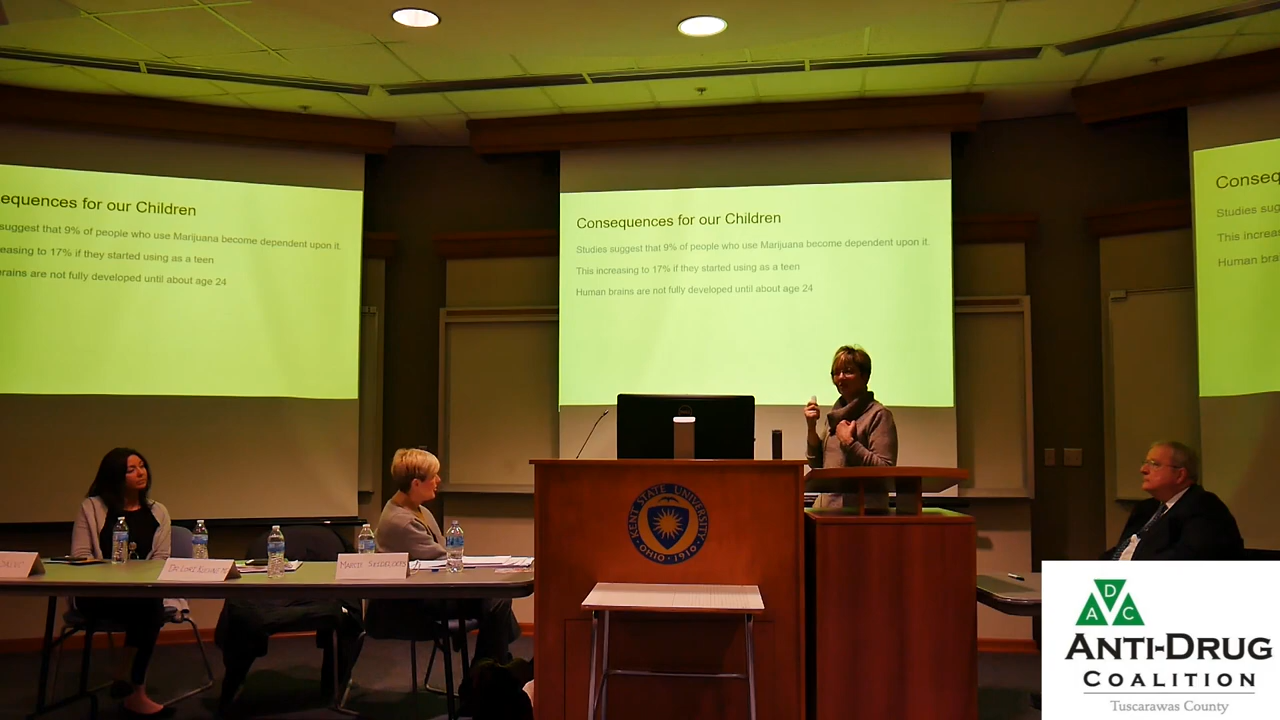 equences for our Children
suggest that 9% of people who use Marijuana become dependent upon it.
easing to 17% if they started using as a teen
brains are not fully developed until about age 24
Consequences for our Children
Studies suggest that 9% of people who use Marijuana become dependent upon it.
This increasing to 17% if they started using as a teen
Human brains are not fully developed until about age 24
Conseq
Studies sug
This increas
Human bra
KENT STATE UNIVERSITY
OHIO • 1910
A D C
ANTI-DRUG
COALITION
Tuscarawas County